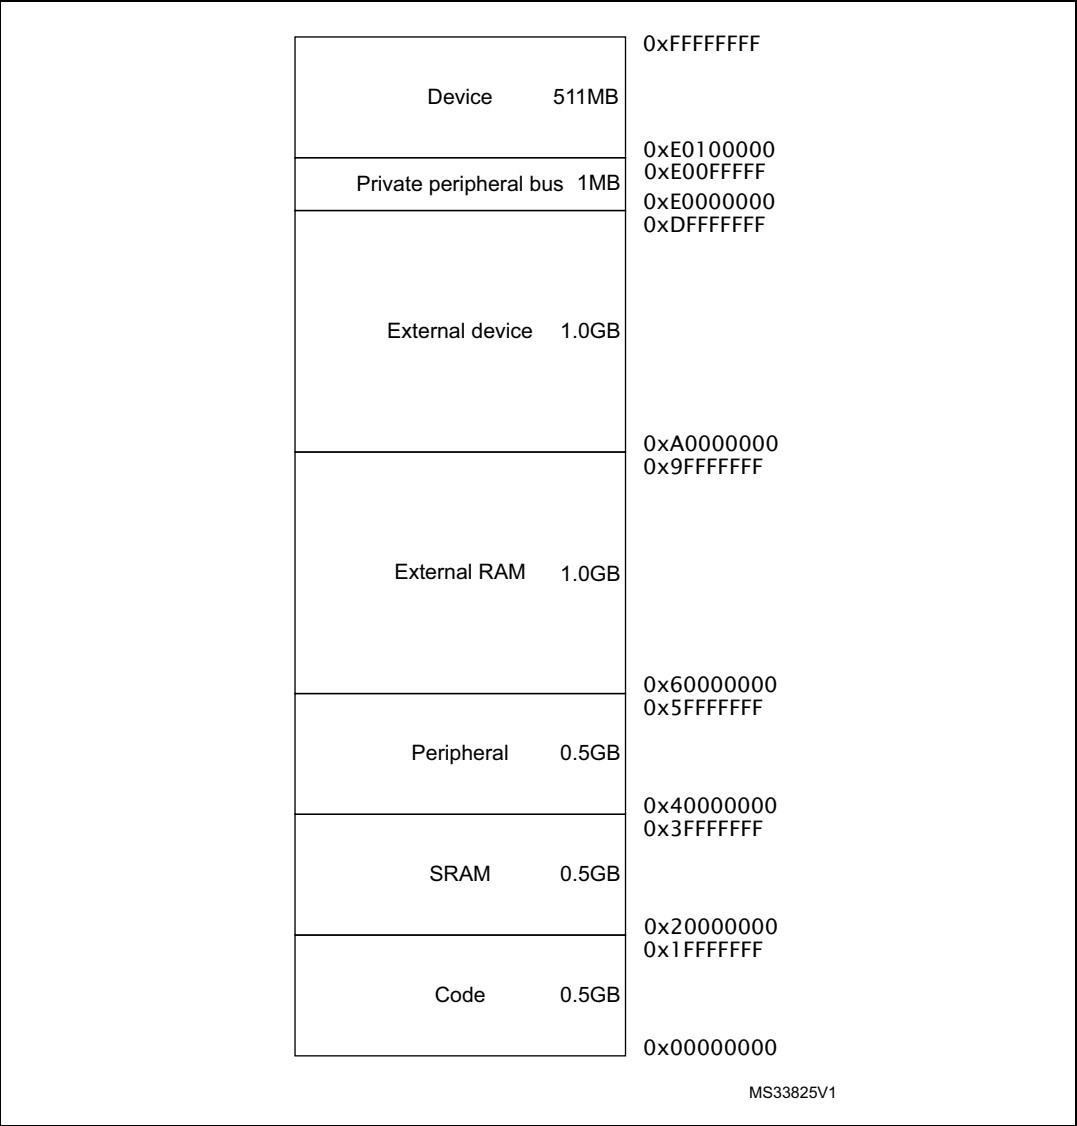 0xFFFFFFFF
Device 511MB
0xE0100000
0xE00FFFFF
Private peripheral bus 1MB
0xE0000000
0xDFFFFFFF
External device 1.0GB
0xA0000000
0x9FFFFFFF
External RAM 1.0GB
0x60000000
0x5FFFFFFF
Peripheral 0.5GB
0x40000000
0x3FFFFFFF
SRAM 0.5GB
0x20000000
0x1FFFFFFF
Code 0.5GB
0x00000000
MS33825V1